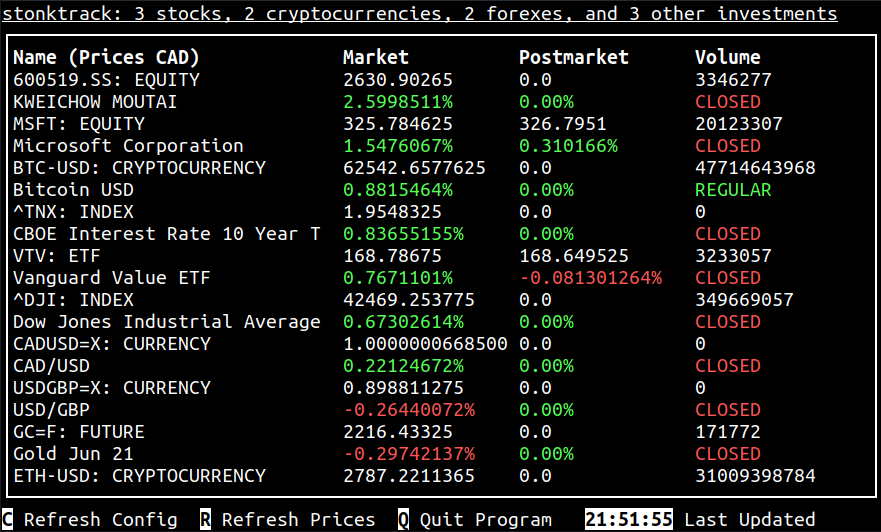 stonktrack: 3 stocks, 2 cryptocurrencies, 2 forexes, and 3 other investments
Name (Prices CAD) Market Postmarket Volume
600519.SS: EQUITY 2630.90265 0.0 3346277
KWEICHOW MOUTAI 2.5998511% 0.00% CLOSED
MSFT: EQUITY 325.784625 326.7951 20123307
Microsoft Corporation 1.5476067% 0.310166% CLOSED
BTC-USD: CRYPTOCURRENCY 62542.6577625 0.0 47714643968
Bitcoin USD 0.8815464% 0.00% REGULAR
^TNX: INDEX 1.9548325 0.0 0
CBOE Interest Rate 10 Year T 0.83655155% 0.00% CLOSED
VTV: ETF 168.78675 168.649525 3233057
Vanguard Value ETF 0.7671101% -0.081301264% CLOSED
^DJI: INDEX 42469.253775 0.0 349669057
Dow Jones Industrial Average 0.67302614% 0.00% CLOSED
CADUSD=X: CURRENCY 1.0000000668500 0.0 0
CAD/USD 0.22124672% 0.00% CLOSED
USDGBP=X: CURRENCY 0.898811275 0.0 0
USD/GBP -0.26440072% 0.00% CLOSED
GC=F: FUTURE 2216.43325 0.0 171772
Gold Jun 21 -0.29742137% 0.00% CLOSED
ETH-USD: CRYPTOCURRENCY 2787.2211365 0.0 31009398784
C Refresh Config R Refresh Prices Q Quit Program 21:51:55 Last Updated